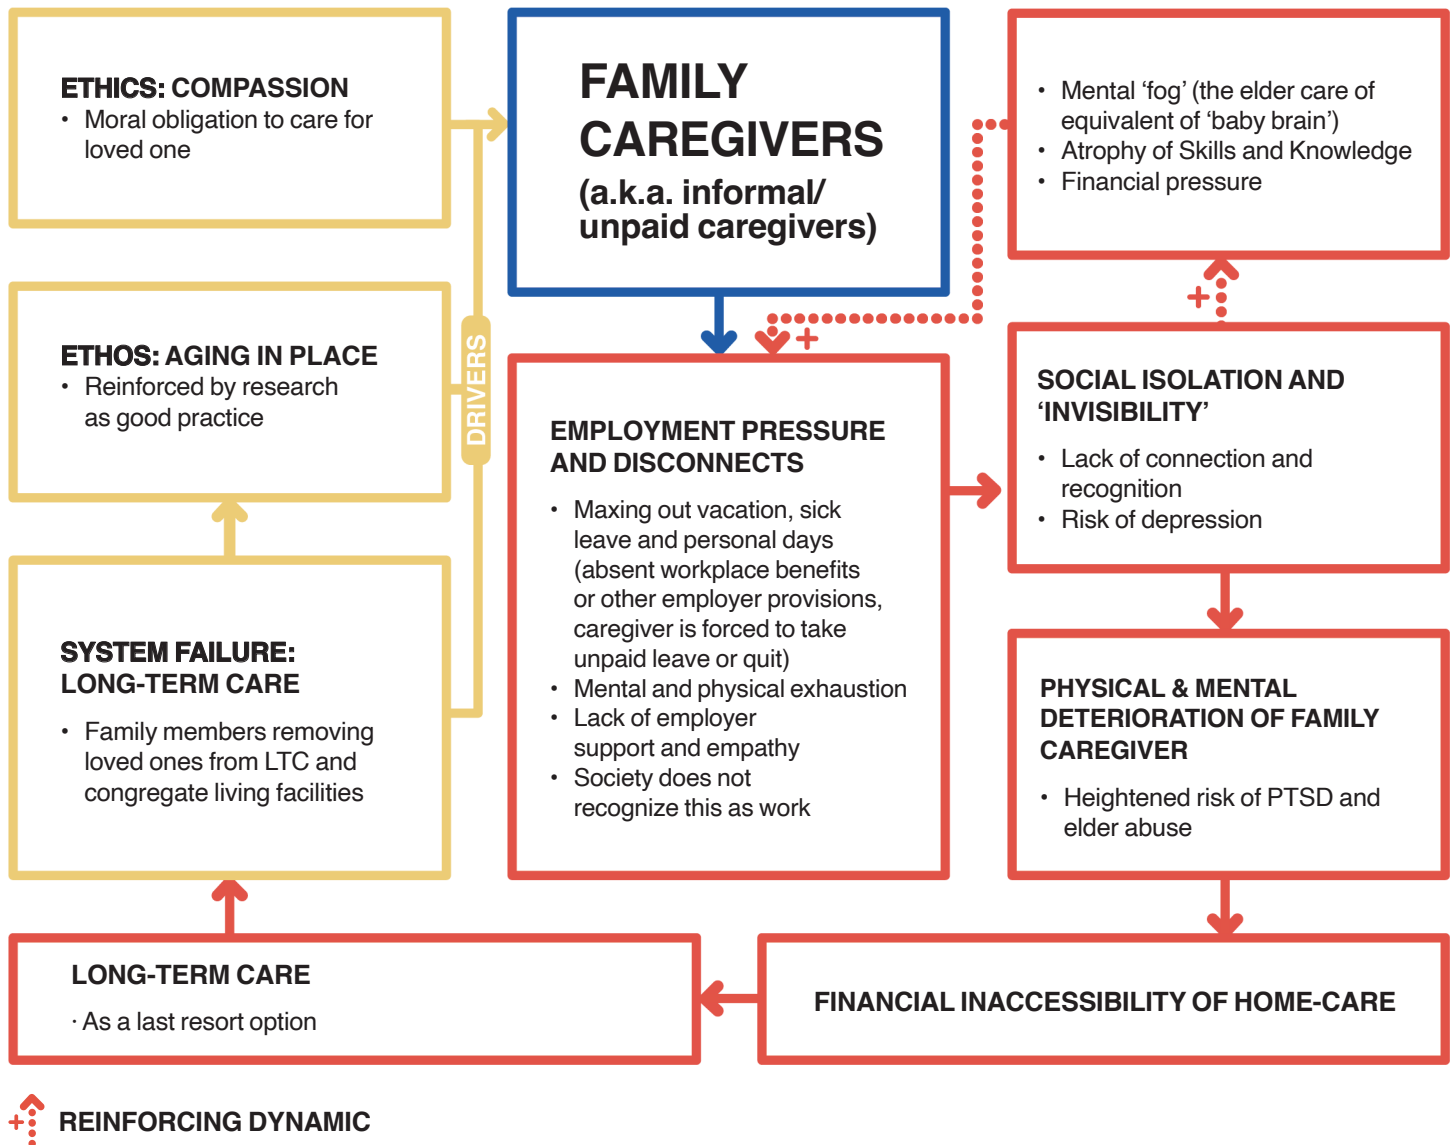 ETHICS: COMPASSION
• Moral obligation to care for
loved one
ETHOS: AGING IN PLACE
• Reinforced by research
as good practice
SYSTEM FAILURE:
LONG-TERM CARE
• Family members removing
loved ones from LTC and
congregate living facilities
DRIVERS
FAMILY
CAREGIVERS
(a.k.a. informal/
unpaid caregivers)
+
EMPLOYMENT PRESSURE
AND DISCONNECTS
• Maxing out vacation, sick
leave and personal days
(absent workplace benefits
or other employer provisions,
caregiver is forced to take
unpaid leave or quit)
• Mental and physical exhaustion
• Lack of employer
support and empathy
• Society does not
recognize this as work
• Mental ‘fog’ (the elder care of
equivalent of ‘baby brain’)
• Atrophy of Skills and Knowledge
• Financial pressure
+
SOCIAL ISOLATION AND
‘INVISIBILITY’
• Lack of connection and
recognition
• Risk of depression
PHYSICAL & MENTAL
DETERIORATION OF FAMILY
CAREGIVER
• Heightened risk of PTSD and
elder abuse
FINANCIAL INACCESSIBILITY OF HOME-CARE
LONG-TERM CARE
· As a last resort option
+ REINFORCING DYNAMIC